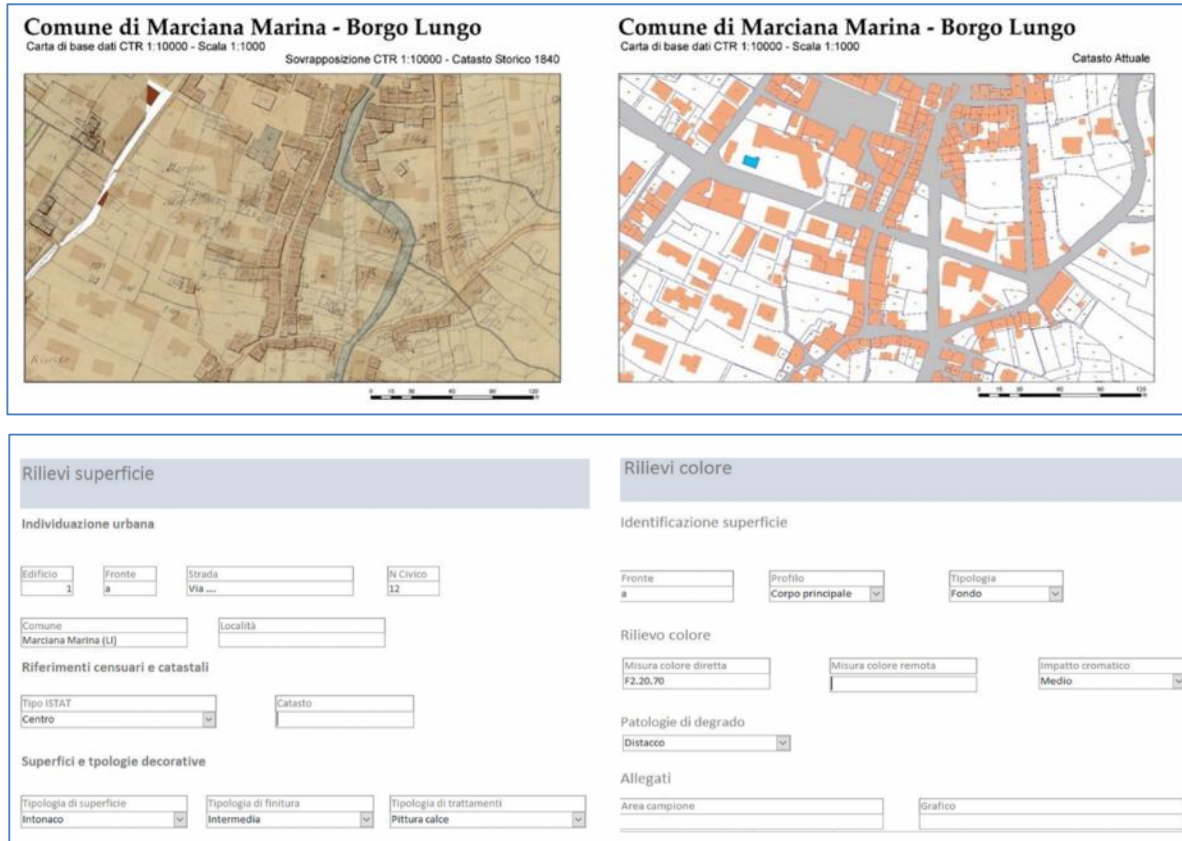 Comune di Marciana Marina - Borgo Lungo
Carta di base dati CTR 1:10000 - Scala 1:1000
Sovrapposizione CTR 1:10000 - Catasto Storico 1840
Comune di Marciana Marina - Borgo Lungo
Carta di base dati CTR 1:10000 - Scala 1:1000
Catasto Attuale
Rilievi superficie
Individuazione urbana
Edificio Fronte Strada N Civico
1 a Via .... 12
Comune Località
Marciana Marina (LI)
Riferimenti censuari e catastali
Tipo ISTAT Catasto
Centro
Superfici e tpologie decorative
Tipologia di superficie Tipologia di finitura Tipologia di trattamenti
Intonaco Intermedia Pittura calce
Rilievi colore
Identificazione superficie
Fronte Profilo Tipologia
a Corpo principale Fondo
Rilievo colore
Misura colore diretta Misura colore remota Impatto cromatico
F2.20.70 Medio
Patologie di degrado
Distacco
Allegati
Area campione Grafico